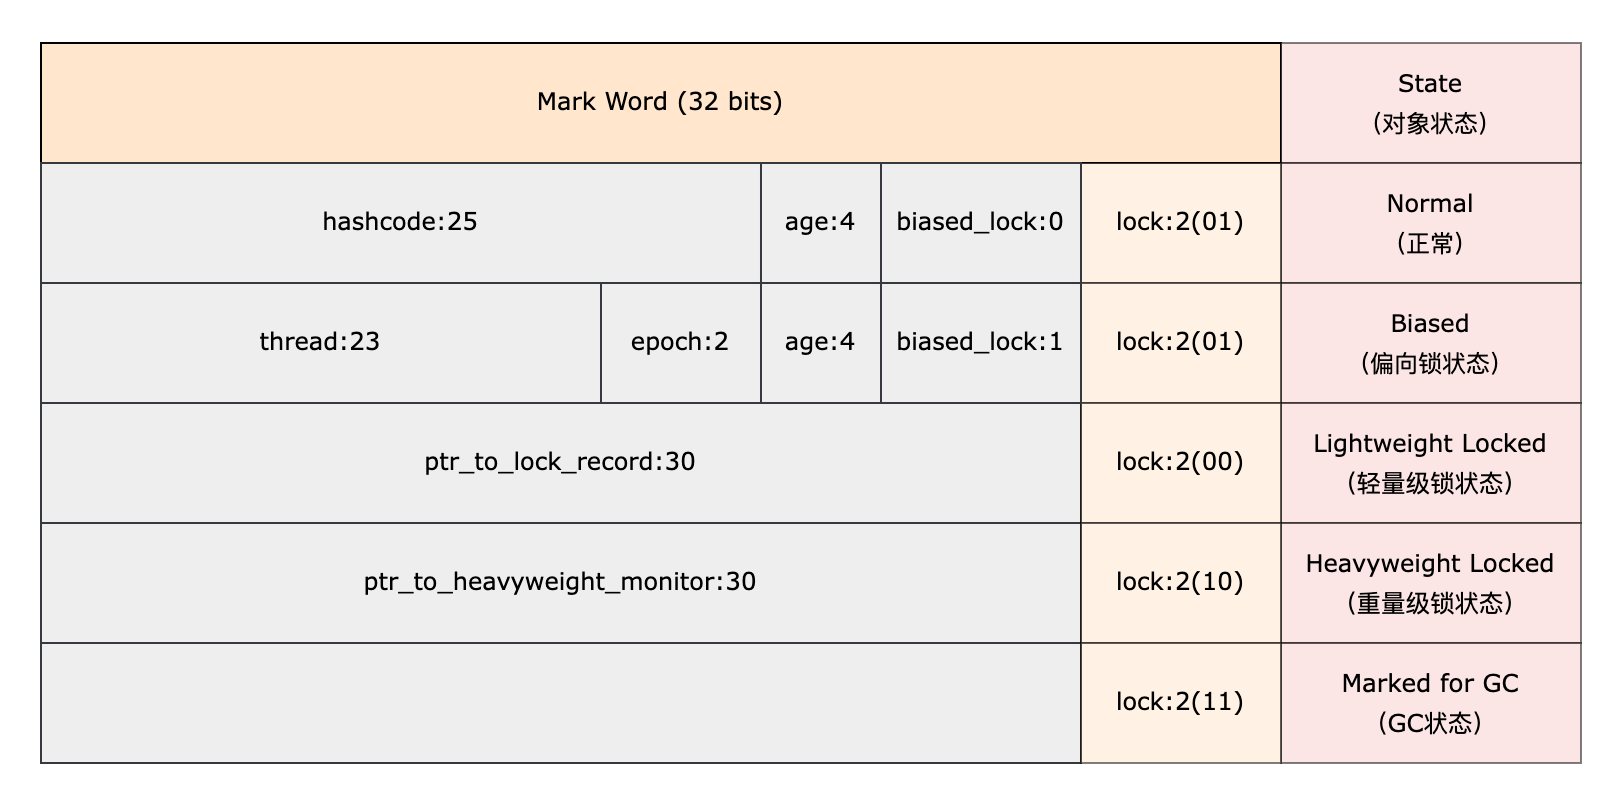 Mark Word (32 bits)
State
（对象状态）
hashcode:25
age:4
biased_lock:0
lock:2(01)
Normal
（正常）
thread:23
epoch:2
age:4
biased_lock:1
lock:2(01)
Biased
（偏向锁状态）
ptr_to_lock_record:30
lock:2(00)
Lightweight Locked
（轻量级锁状态）
ptr_to_heavyweight_monitor:30
lock:2(10)
Heavyweight Locked
（重量级锁状态）
lock:2(11)
Marked for GC
（GC状态）